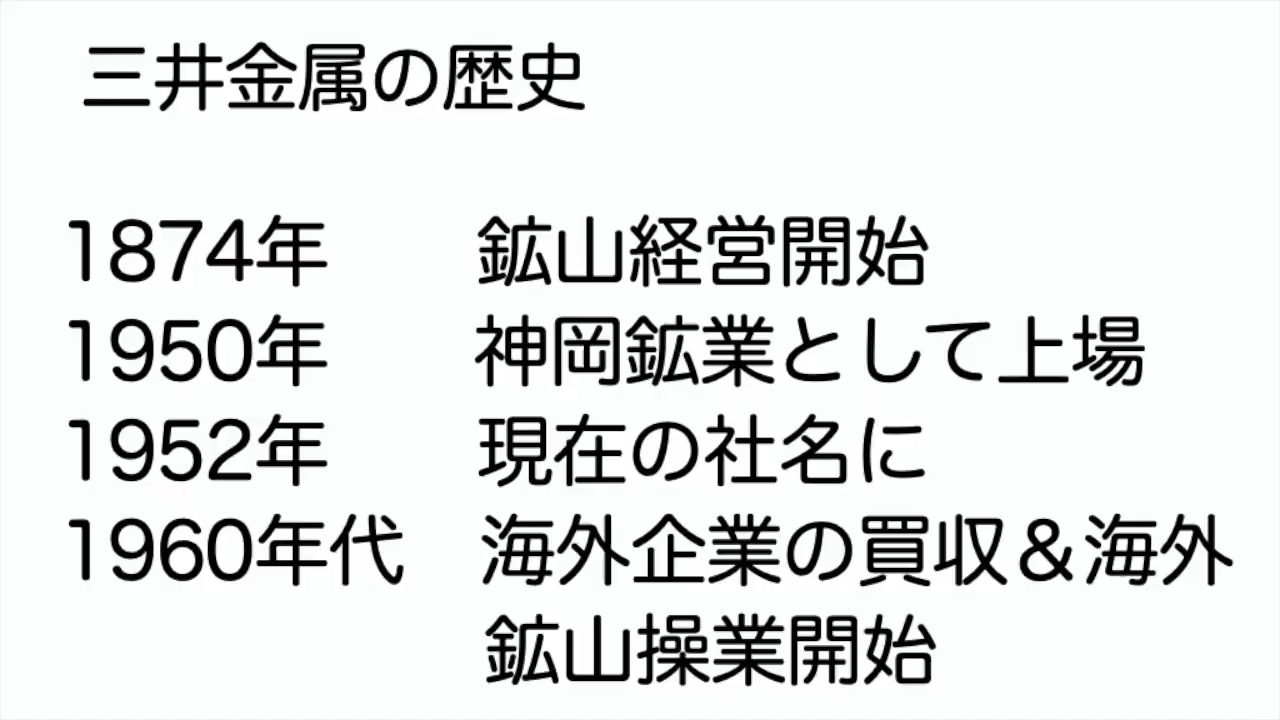 三井金属の歴史
1874年 鉱山経営開始
1950年 神岡鉱業として上場
1952年 現在の社名に
1960年代 海外企業の買収＆海外
鉱山操業開始